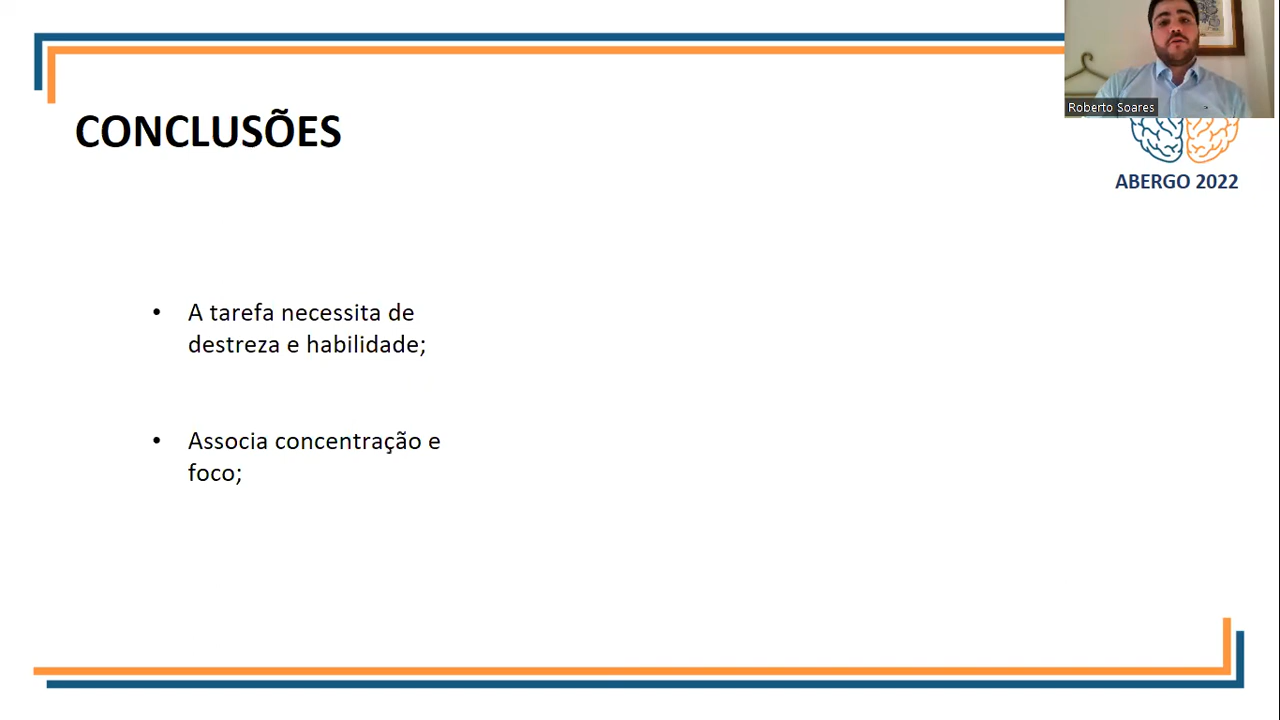 Roberto Soares
CONCLUSÕES
ABERGO 2022
• A tarefa necessita de
destreza e habilidade;
• Associa concentração e
foco;